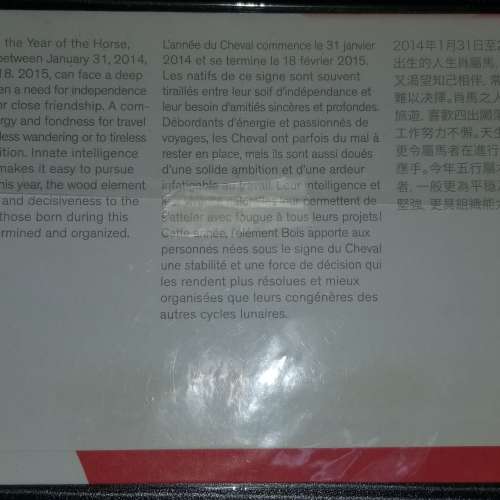 the Year of the Horse,
between January 31, 2014,
18. 2015, can face a deep
en a need for independence
or close friendship. A com-
rgy and fondness for travel
less wandering or to tireless
ition. Innate intelligence
makes it easy to pursue
his year, the wood element
and decisiveness to the
those born during this
ermined and organized.
L'année du Cheval commence le 31 janvier
2014 et se termine le 18 février 2015.
Les natifs de ce signe sont souvent
tiraillés entre leur soif d'indépendance et
leur besoin d'amitiés sincères et profondes.
Débordants d'énergie et passionnés de
voyages, les Cheval ont parfois du mal à
rester en place, mais ils sont aussi doués
d'une solide ambition et d'une ardeur
infatigable au travail. Leur intelligence et
leur permettent de
s'atteler avec fougue à tous leurs projets!
Cette année, l'élément Bois apporte aux
personnes nées sous le signe du Cheval
une stabilité et une force de décision qui
les rendent plus résolues et mieux
organisées que leurs congénères des
autres cycles lunaires.
2014年1月31日至2
出生的人生肖屬馬,
又渴望知己相伴, 常
難以決擇。肖馬之人
旅遊, 喜歡四出闖蕩
工作努力不懈。天生
更令屬馬者在進行
應手。今年五行屬木
者, 一般更為平穩
堅強, 更具組織能力